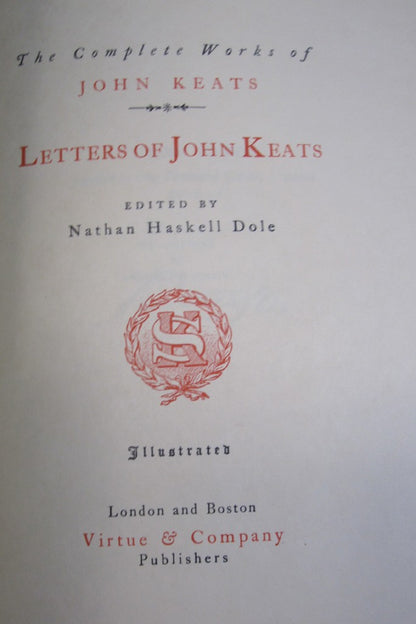 The Complete Works of
JOHN KEATS
LETTERS OF JOHN KEATS
EDITED BY
Nathan Haskell Dole
SK
Illustrated
London and Boston
Virtue & Company
Publishers